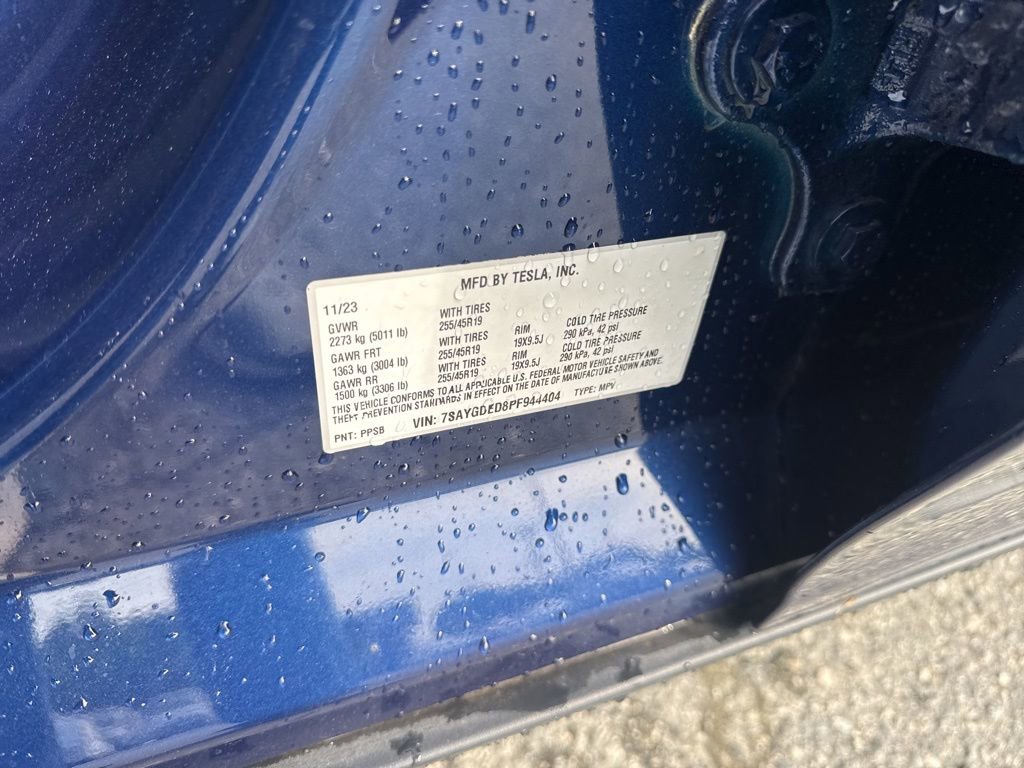 MFD BY TESLA, INC.
11/23
GVWR WITH TIRES RIM COLD TIRE PRESSURE
2273 kg (5011 lb) 255/45R19 19X9.5J 290 kPa, 42 psi
GAWR FRT WITH TIRES RIM COLD TIRE PRESSURE
1363 kg (3004 lb) 255/45R19 19X9.5J 290 kPa, 42 psi
GAWR RR WITH TIRES
1500 kg (3306 lb) 255/45R19
THIS VEHICLE CONFORMS TO ALL APPLICABLE U.S. FEDERAL MOTOR VEHICLE SAFETY AND
THEFT PREVENTION STANDARDS IN EFFECT ON THE DATE OF MANUFACTURE SHOWN ABOVE.
PNT: PPSB VIN: 7SAYGDED8PF944404 TYPE: MPV